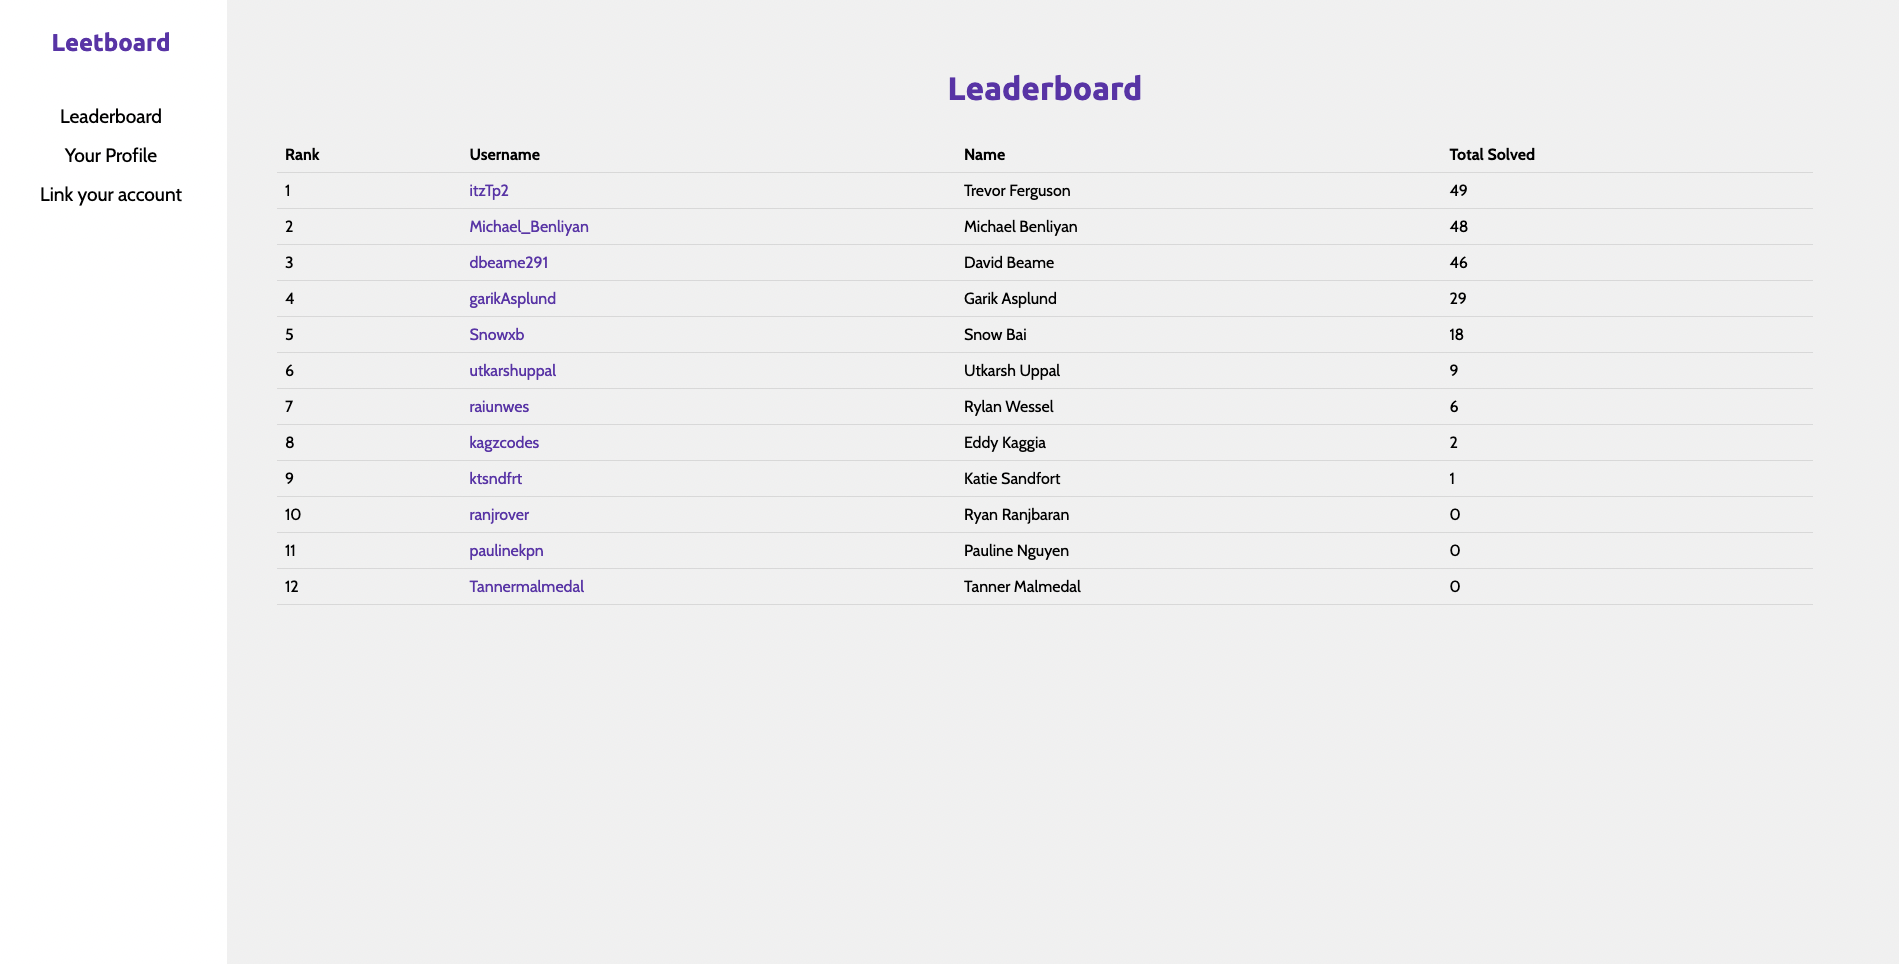 Leetboard
Leaderboard
Your Profile
Link your account
Leaderboard
Rank Username Name Total Solved
1 itzTp2 Trevor Ferguson 49
2 Michael_Benliyan Michael Benliyan 48
3 dbeame291 David Beame 46
4 garikAsplund Garik Asplund 29
5 Snowxb Snow Bai 18
6 utkarshuppal Utkarsh Uppal 9
7 raiunwes Rylan Wessel 6
8 kagzcodes Eddy Kaggia 2
9 ktsndfrt Katie Sandfort 1
10 ranjrover Ryan Ranjbaran 0
11 paulinekpn Pauline Nguyen 0
12 Tannermalmedal Tanner Malmedal 0